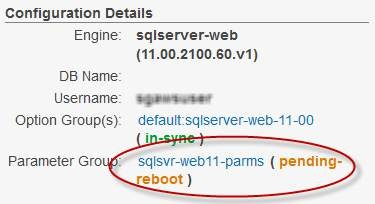 Configuration Details
Engine: sqlserver-web
(11.00.2100.60.v1)
DB Name:
Username:
Option Group(s): default:sqlserver-web-11-00
( in-sync )
Parameter Group: sqlsvr-web11-parms ( pending-
reboot )